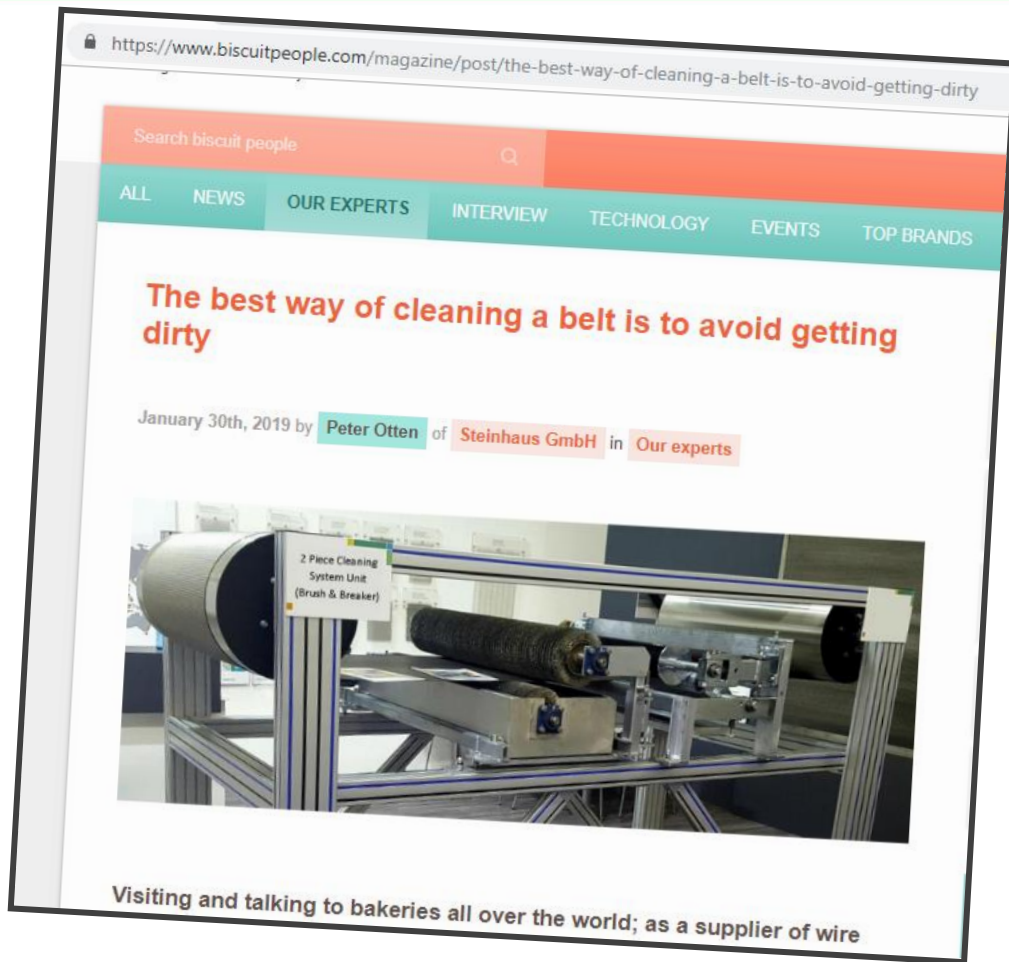 https://www.biscuitpeople.com/magazine/post/the-best-way-of-cleaning-a-belt-is-to-avoid-getting-dirty
Search biscuit people
ALL NEWS OUR EXPERTS INTERVIEW TECHNOLOGY EVENTS TOP BRANDS
The best way of cleaning a belt is to avoid getting
dirty
January 30th, 2019 by Peter Otten of Steinhaus GmbH in Our experts
2 Piece Cleaning
System Unit
(Brush & Breaker)
Visiting and talking to bakeries all over the world; as a supplier of wire